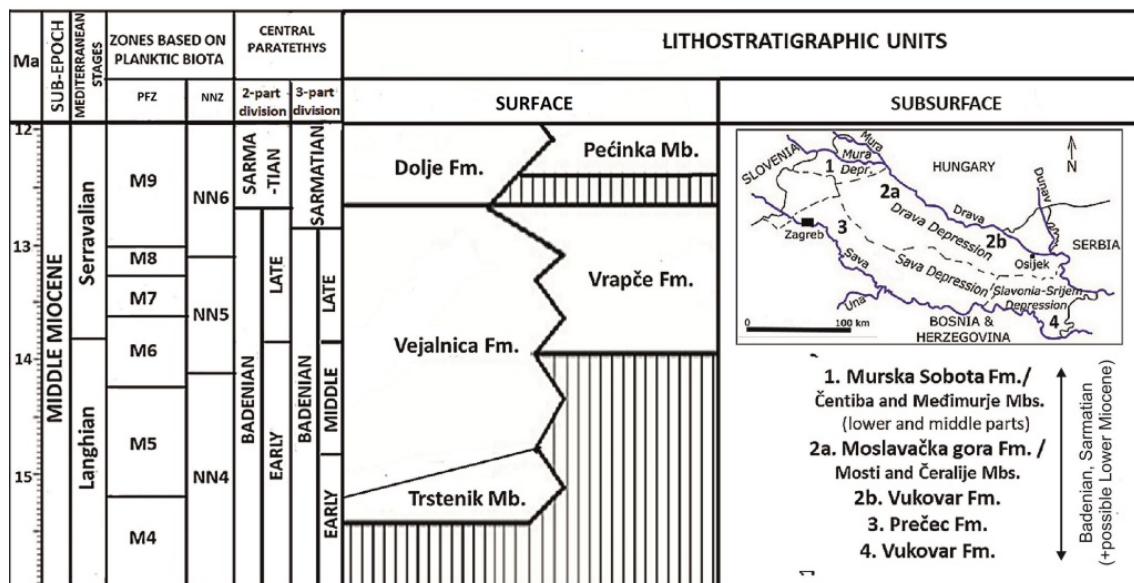 Ma
SUB-EPOCH
MEDITERRANEAN
STAGES
ZONES BASED ON
PLANKTIC BIOTA
PFZ
NNZ
CENTRAL
PARATETHYS
2-part
division
3-part
division
LITHOSTRATIGRAPHIC UNITS
SURFACE
SUBSURFACE
12
13
14
15
MIDDLE MIOCENE
Serravalian
Langhian
M9
M8
M7
M6
M5
M4
NN6
NN5
NN4
SARMA
-TIAN
BADENIAN
LATE
EARLY
SARMATIAN
BADENIAN
LATE
MIDDLE
EARLY
Dolje Fm.
Pećinka Mb.
Vrapče Fm.
Vejalnica Fm.
Trstenik Mb.
SLOVENIA
Mura
Mura
Depr.
1
HUNGARY
N
2a
Drava
Drava Depression
2b
Dunav
Zagreb
3
Osijek
SERBIA
Sava
Sava Depression
Slavonia-Srijem
Depression
Una
4
0
100 km
BOSNIA &
HERZEGOVINA
1. Murska Sobota Fm./
Čentiba and Međimurje Mbs.
(lower and middle parts)
2a. Moslavačka gora Fm. /
Mosti and Čeralije Mbs.
2b. Vukovar Fm.
3. Prečec Fm.
4. Vukovar Fm.
Badenian, Sarmatian
(+possible Lower Miocene)